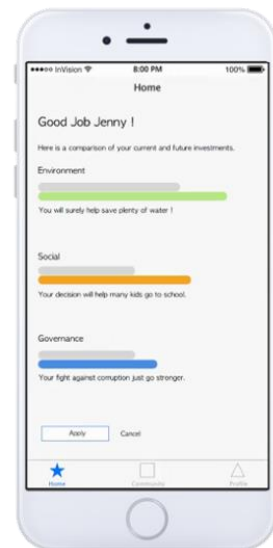 InVision 8:00 PM 100%
Home
Good Job Jenny !
Here is a comparison of your current and future investments.
Environment
You will surely help save plenty of water !
Social
Your decision will help many kids go to school.
Governance
Your fight against corruption just go stronger.
Apply Cancel
Home Community Profile